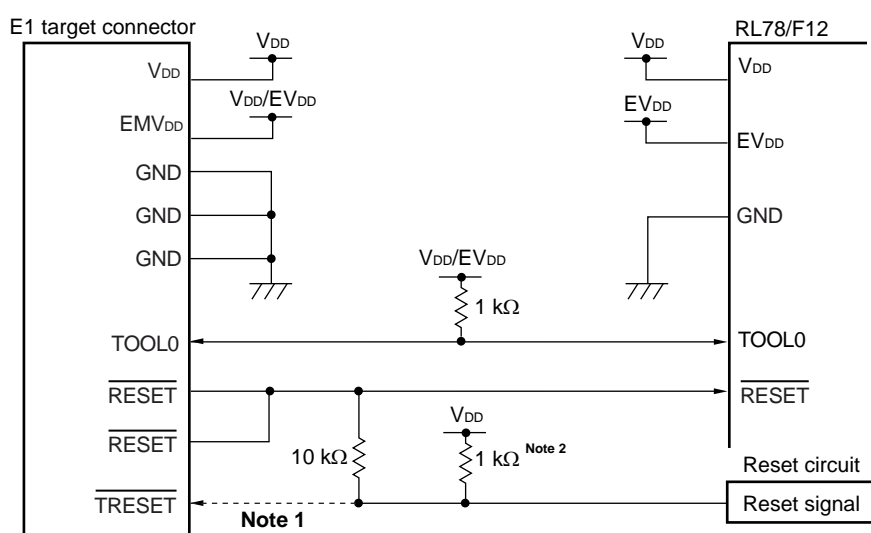 E1 target connector
RL78/F12
VDD
VDD
VDD
VDD
VDD/EVDD
EVDD
EMVDD
EVDD
GND
GND
GND
GND
VDD/EVDD
1 kΩ
TOOL0
TOOL0
RESET
RESET
VDD
RESET
10 kΩ
1 kΩ Note 2
Reset circuit
TRESET
Note 1
Reset signal